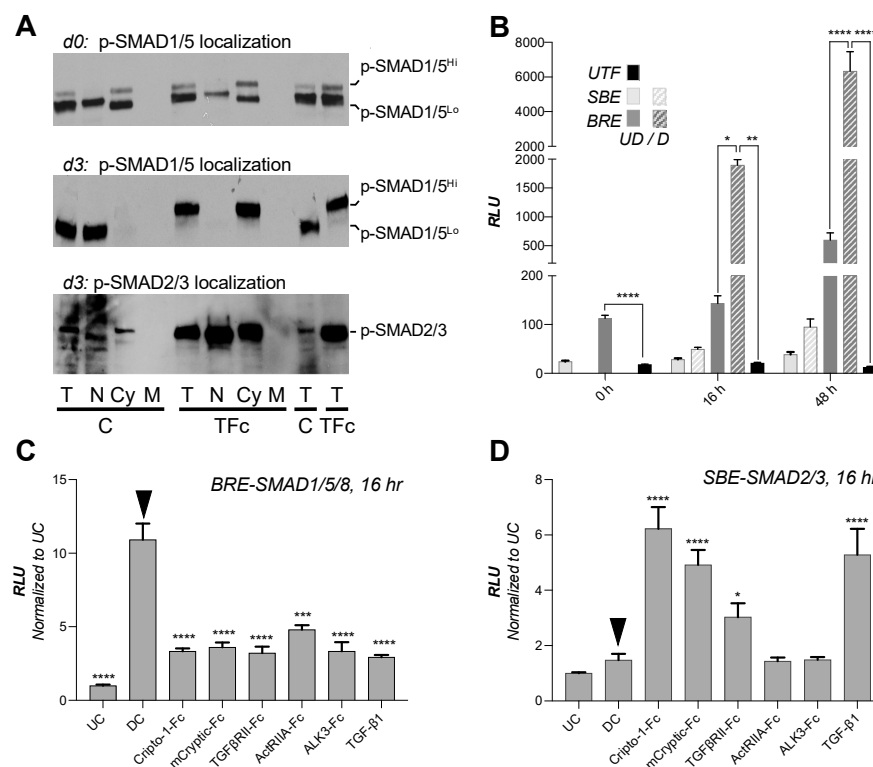 A
d0: p-SMAD1/5 localization
p-SMAD1/5Hi
p-SMAD1/5Lo
d3: p-SMAD1/5 localization
p-SMAD1/5Hi
p-SMAD1/5Lo
d3: p-SMAD2/3 localization
p-SMAD2/3
T N Cy M T N Cy M T T
C TFc C TFc
B
8000
6000
4000
2000
2000
1500
1000
500
200
100
0
RLU
UTF
SBE
BRE
UD / D
****
*
**
**** ****
0 h
16 h
48 h
C
BRE-SMAD1/5/8, 16 hr
15
10
5
0
RLU
Normalized to UC
****
****
****
****
***
****
****
UC
DC
Cripto-1-Fc
mCryptic-Fc
TGFβRII-Fc
ActRIIA-Fc
ALK3-Fc
TGF-β1
D
SBE-SMAD2/3, 16 hr
8
6
4
2
0
RLU
Normalized to UC
****
****
*
****
UC
DC
Cripto-1-Fc
mCryptic-Fc
TGFβRII-Fc
ActRIIA-Fc
ALK3-Fc
TGF-β1